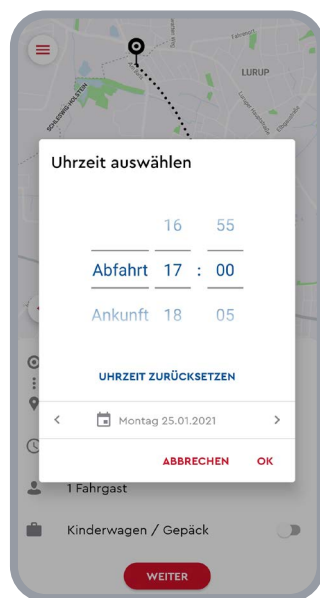 LURUP
SCHLESWIG HOLSTEIN
Uhrzeit auswählen
16 55
Abfahrt 17 : 00
Ankunft 18 05
UHRZEIT ZURÜCKSETZEN
Montag 25.01.2021
ABBRECHEN OK
1 Fahrgast
Kinderwagen / Gepäck
WEITER